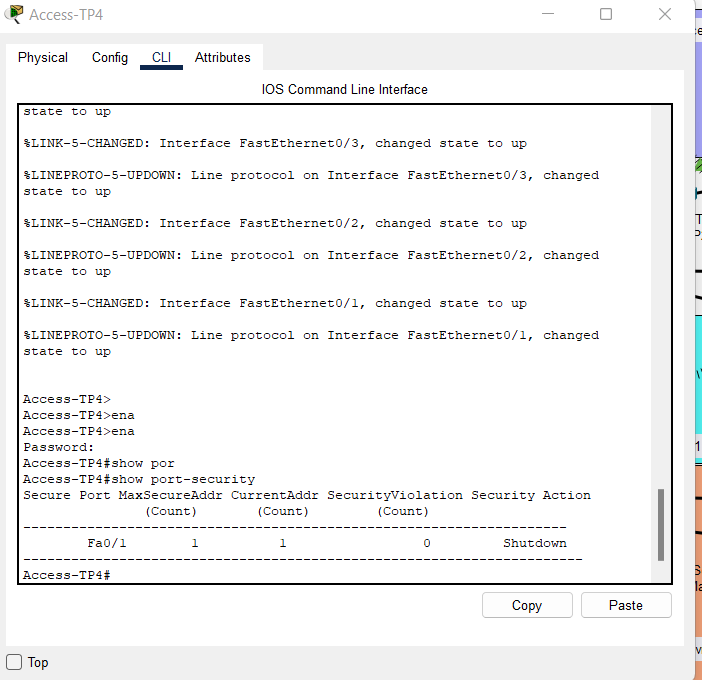 Access-TP4
Physical Config CLI Attributes
IOS Command Line Interface
state to up
%LINK-5-CHANGED: Interface FastEthernet0/3, changed state to up
%LINEPROTO-5-UPDOWN: Line protocol on Interface FastEthernet0/3, changed
state to up
%LINK-5-CHANGED: Interface FastEthernet0/2, changed state to up
%LINEPROTO-5-UPDOWN: Line protocol on Interface FastEthernet0/2, changed
state to up
%LINK-5-CHANGED: Interface FastEthernet0/1, changed state to up
%LINEPROTO-5-UPDOWN: Line protocol on Interface FastEthernet0/1, changed
state to up
Access-TP4>
Access-TP4>ena
Access-TP4>ena
Password:
Access-TP4#show por
Access-TP4#show port-security
Secure Port MaxSecureAddr CurrentAddr SecurityViolation Security Action
(Count) (Count) (Count)
--------------------------------------------------------------------
Fa0/1 1 1 0 Shutdown
----------------------------------------------------------------------
Access-TP4#
Copy Paste
Top